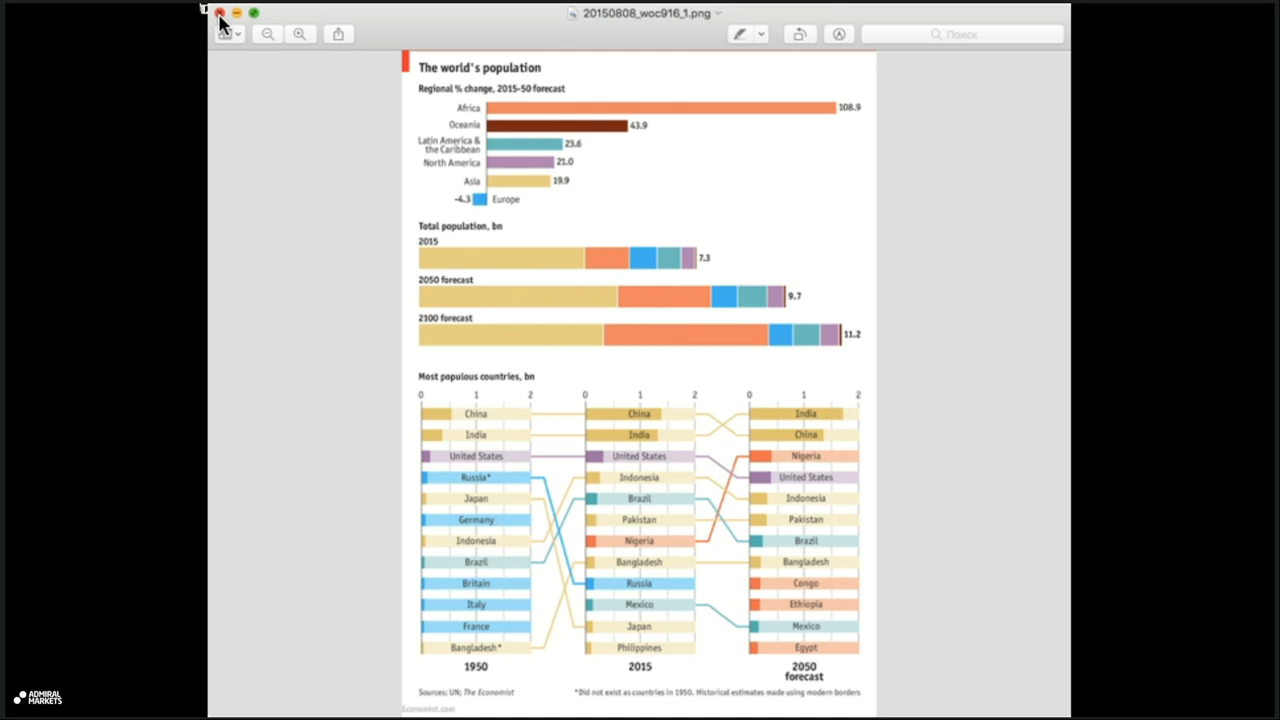 20150808_woc916_1.png
Поиск
The world's population
Regional % change, 2015-50 forecast
Africa 108.9
Oceania 43.9
Latin America &
the Caribbean 23.6
North America 21.0
Asia 19.9
-4.3 Europe
Total population, bn
2015
7.3
2050 forecast
9.7
2100 forecast
11.2
Most populous countries, bn
0 1 2 0 1 2 0 1 2
China China India
India India China
United States United States Nigeria
Russia* Indonesia United States
Japan Brazil Indonesia
Germany Pakistan Pakistan
Indonesia Nigeria Brazil
Brazil Bangladesh Bangladesh
Britain Russia Congo
Italy Mexico Ethiopia
France Japan Mexico
Bangladesh* Philippines Egypt
1950 2015 2050
forecast
Sources: UN; The Economist *Did not exist as countries in 1950. Historical estimates made using modern borders
Economist.com
ADMIRAL
MARKETS